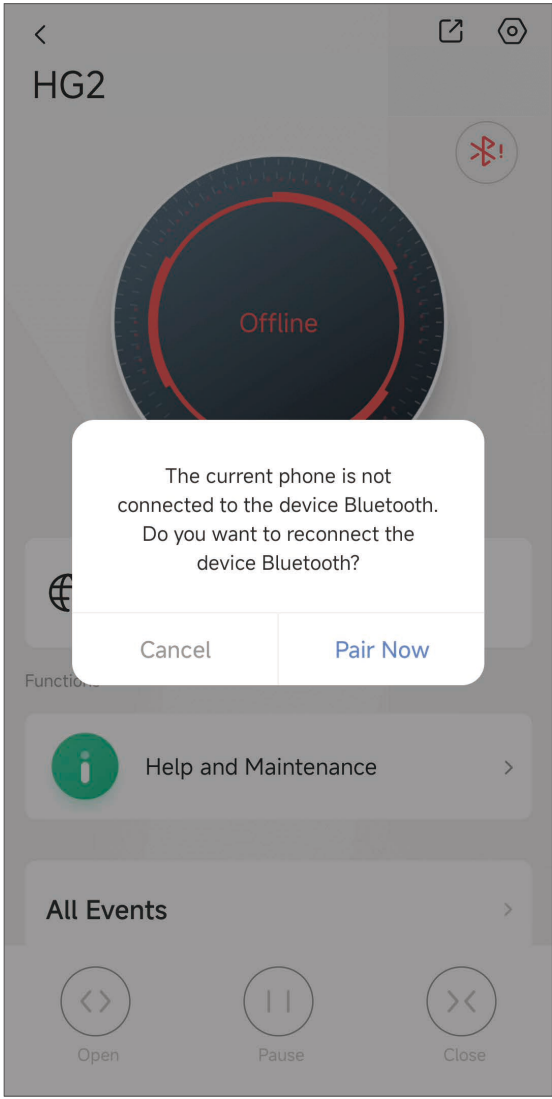 HG2
Offline
The current phone is not
connected to the device Bluetooth.
Do you want to reconnect the
device Bluetooth?
Cancel
Pair Now
Functions
Help and Maintenance
All Events
Open
Pause
Close